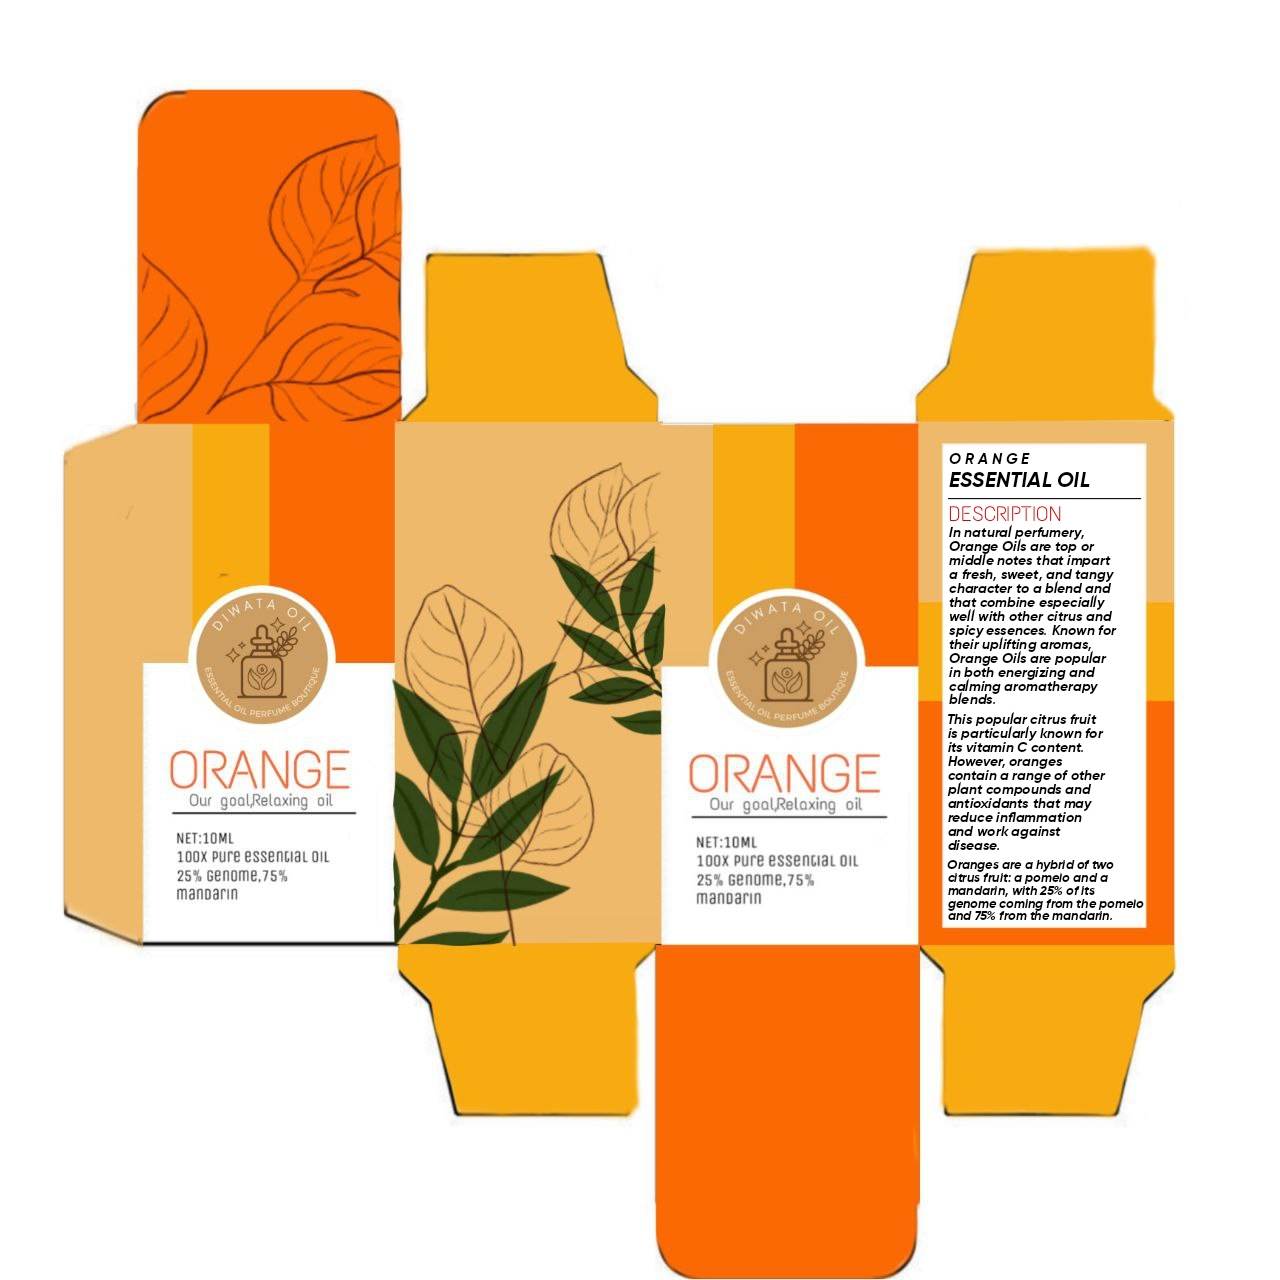 DIWATA OIL
ESSENTIAL OIL PERFUME BOUTIQUE
ORANGE
Our goal,Relaxing oil
NET:10ML
100X Pure essential oil
25% Genome,75%
mandarin
DIWATA OIL
ESSENTIAL OIL PERFUME BOUTIQUE
ORANGE
Our goal,Relaxing oil
NET:10ML
100X Pure essential oil
25% Genome,75%
mandarin
ORANGE
ESSENTIAL OIL
DESCRIPTION
In natural perfumery,
Orange Oils are top or
middle notes that impart
a fresh, sweet, and tangy
character to a blend and
that combine especially
well with other citrus and
spicy essences. Known for
their uplifting aromas,
Orange Oils are popular
in both energizing and
calming aromatherapy
blends.
This popular citrus fruit
is particularly known for
its vitamin C content.
However, oranges
contain a range of other
plant compounds and
antioxidants that may
reduce inflammation
and work against
disease.
Oranges are a hybrid of two
citrus fruit: a pomelo and a
mandarin, with 25% of its
genome coming from the pomelo
and 75% from the mandarin.